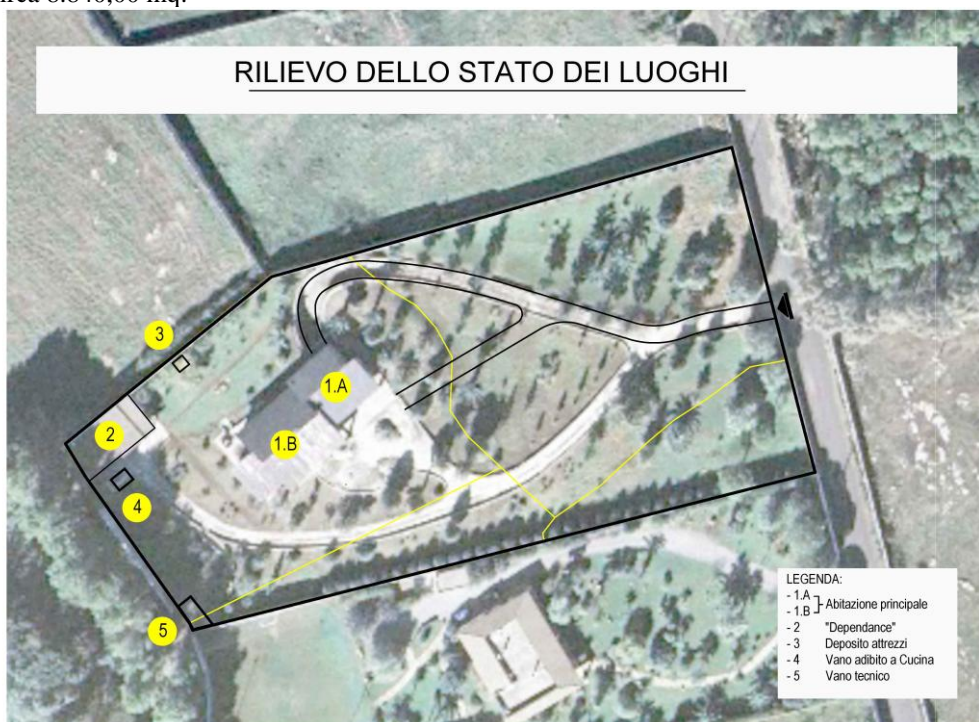 RILIEVO DELLO STATO DEI LUOGHI
3
1.A
2
1.B
4
5
LEGENDA:
- 1.A
- 1.B
Abitazione principale
- 2 "Dependance"
- 3 Deposito attrezzi
- 4 Vano adibito a Cucina
- 5 Vano tecnico